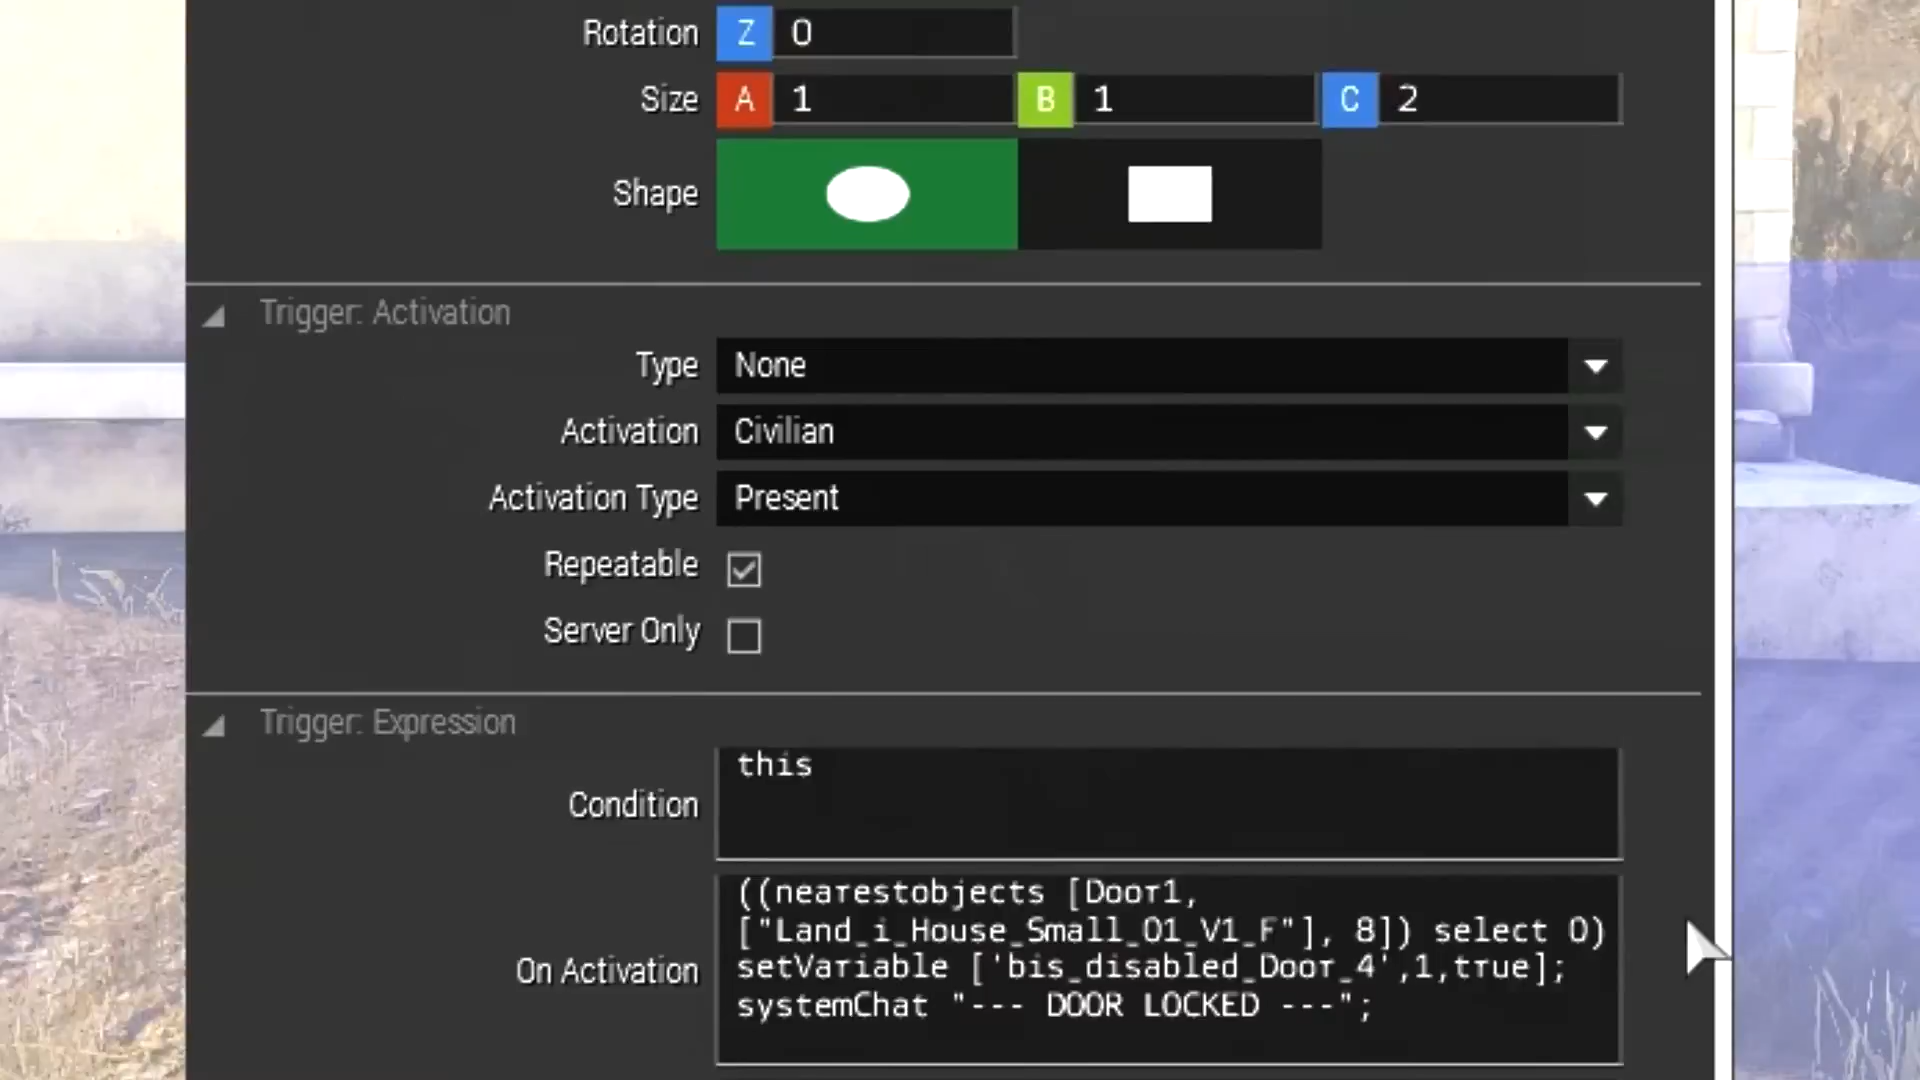 Rotation Z 0
Size A 1 B 1 C 2
Shape
Trigger: Activation
Type None
Activation Civilian
Activation Type Present
Repeatable
Server Only
Trigger: Expression
Condition this
((nearestobjects [Door1,
["Land_i_House_Small_01_V1_F"], 8]) select 0)
On Activation setVariable ['bis_disabled_Door_4',1,true];
systemChat "--- DOOR LOCKED ---";